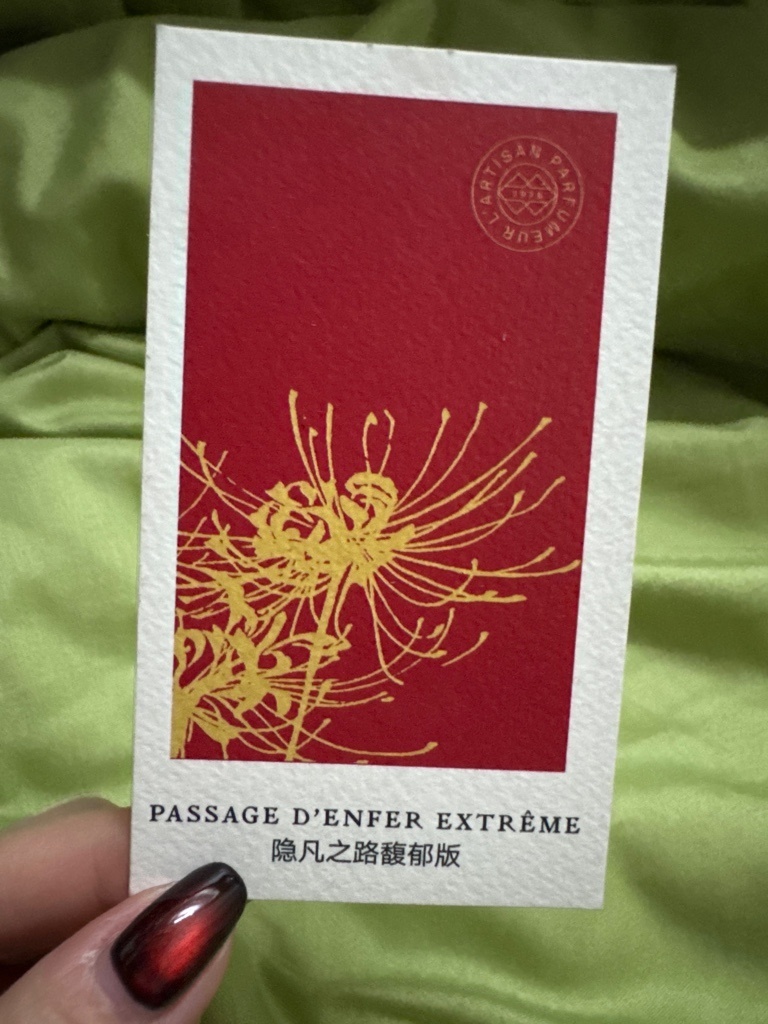 L'ARTISAN PARFUMEUR
1976
PASSAGE D'ENFER EXTRÊME
隐凡之路馥郁版